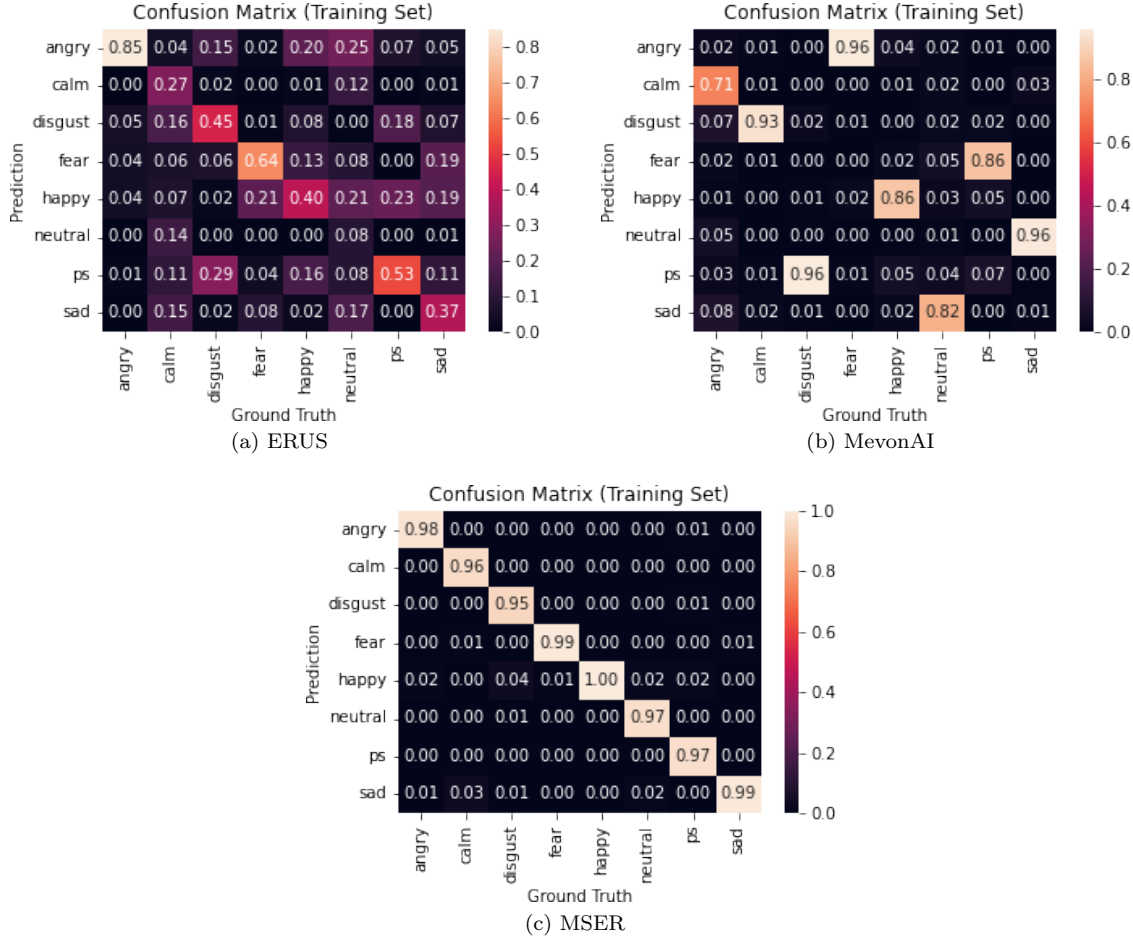 Confusion Matrix (Training Set)
angry 0.85 0.04 0.15 0.02 0.20 0.25 0.07 0.05
calm 0.00 0.27 0.02 0.00 0.01 0.12 0.00 0.01
disgust 0.05 0.16 0.45 0.01 0.08 0.00 0.18 0.07
fear 0.04 0.06 0.06 0.64 0.13 0.08 0.00 0.19
happy 0.04 0.07 0.02 0.21 0.40 0.21 0.23 0.19
neutral 0.00 0.14 0.00 0.00 0.00 0.08 0.00 0.01
ps 0.01 0.11 0.29 0.04 0.16 0.08 0.53 0.11
sad 0.00 0.15 0.02 0.08 0.02 0.17 0.00 0.37
Prediction
angry calm disgust fear happy neutral ps sad
Ground Truth
0.8
0.7
0.6
0.5
0.4
0.3
0.2
0.1
0.0
(a) ERUS
Confusion Matrix (Training Set)
angry 0.02 0.01 0.00 0.96 0.04 0.02 0.01 0.00
calm 0.71 0.01 0.00 0.00 0.01 0.02 0.00 0.03
disgust 0.07 0.93 0.02 0.01 0.00 0.02 0.02 0.00
fear 0.02 0.01 0.00 0.00 0.02 0.05 0.86 0.00
happy 0.01 0.00 0.01 0.02 0.86 0.03 0.05 0.00
neutral 0.05 0.00 0.00 0.00 0.00 0.01 0.00 0.96
ps 0.03 0.01 0.96 0.01 0.05 0.04 0.07 0.00
sad 0.08 0.02 0.01 0.00 0.02 0.82 0.00 0.01
Prediction
angry calm disgust fear happy neutral ps sad
Ground Truth
0.8
0.6
0.4
0.2
0.0
(b) MevonAI
Confusion Matrix (Training Set)
angry 0.98 0.00 0.00 0.00 0.00 0.00 0.01 0.00
calm 0.00 0.96 0.00 0.00 0.00 0.00 0.00 0.00
disgust 0.00 0.00 0.95 0.00 0.00 0.00 0.01 0.00
fear 0.00 0.01 0.00 0.99 0.00 0.00 0.00 0.01
happy 0.02 0.00 0.04 0.01 1.00 0.02 0.02 0.00
neutral 0.00 0.00 0.01 0.00 0.00 0.97 0.00 0.00
ps 0.00 0.00 0.00 0.00 0.00 0.00 0.97 0.00
sad 0.01 0.03 0.01 0.00 0.00 0.02 0.00 0.99
Prediction
angry calm disgust fear happy neutral ps sad
Ground Truth
1.0
0.8
0.6
0.4
0.2
0.0
(c) MSER